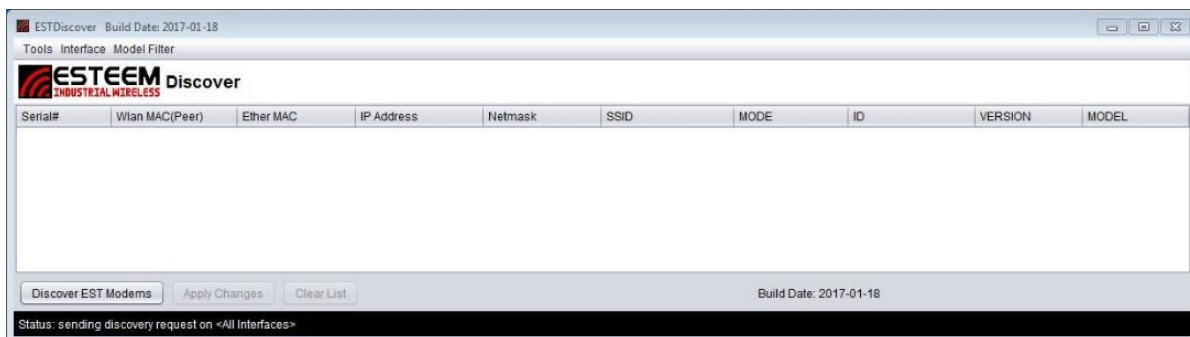 ESTDiscover Build Date: 2017-01-18
Tools Interface Model Filter
ESTEEM Discover
INDUSTRIAL WIRELESS
Serial# Wlan MAC(Peer) Ether MAC IP Address Netmask SSID MODE ID VERSION MODEL
Discover EST Modems Apply Changes Clear List Build Date: 2017-01-18
Status: sending discovery request on <All Interfaces>